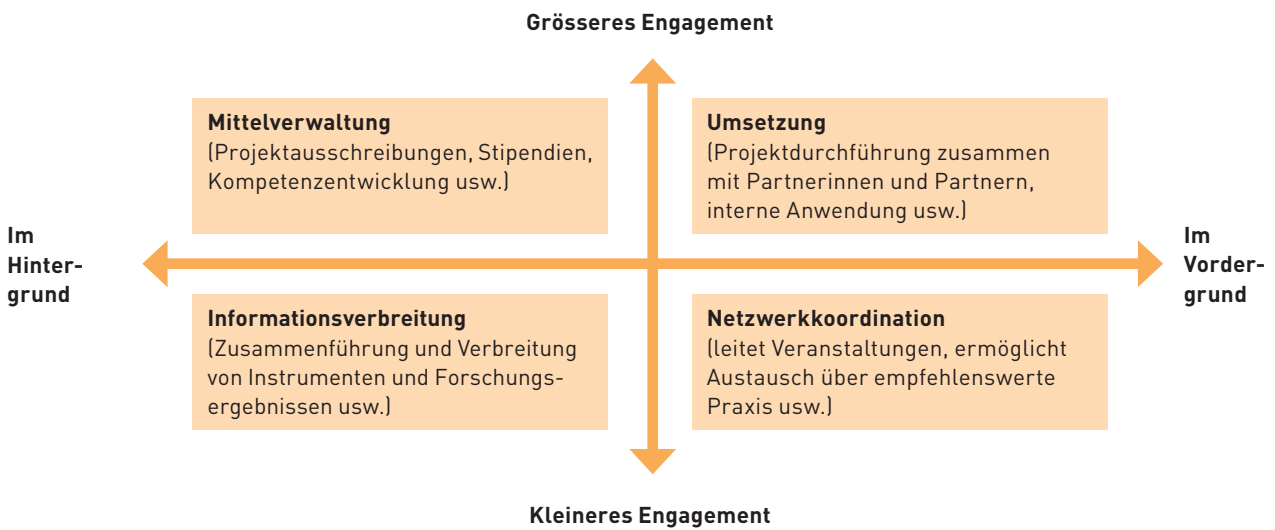 Grösseres Engagement
Mittelverwaltung
(Projektausschreibungen, Stipendien,
Kompetenzentwicklung usw.)
Umsetzung
(Projektdurchführung zusammen
mit Partnerinnen und Partnern,
interne Anwendung usw.)
Im
Hinter-
grund
Im
Vorder-
grund
Informationsverbreitung
(Zusammenführung und Verbreitung
von Instrumenten und Forschungs-
ergebnissen usw.)
Netzwerkkoordination
(leitet Veranstaltungen, ermöglicht
Austausch über empfehlenswerte
Praxis usw.)
Kleineres Engagement